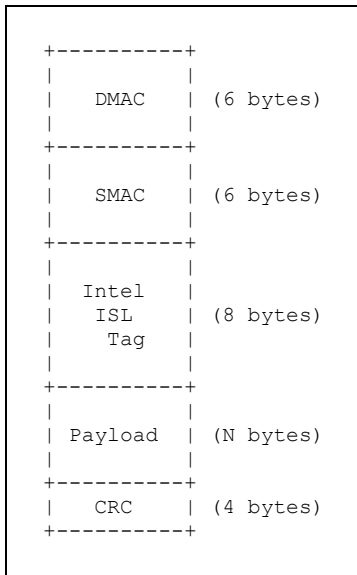 DMAC (6 bytes)
SMAC (6 bytes)
Intel
ISL (8 bytes)
Tag
Payload (N bytes)
CRC (4 bytes)